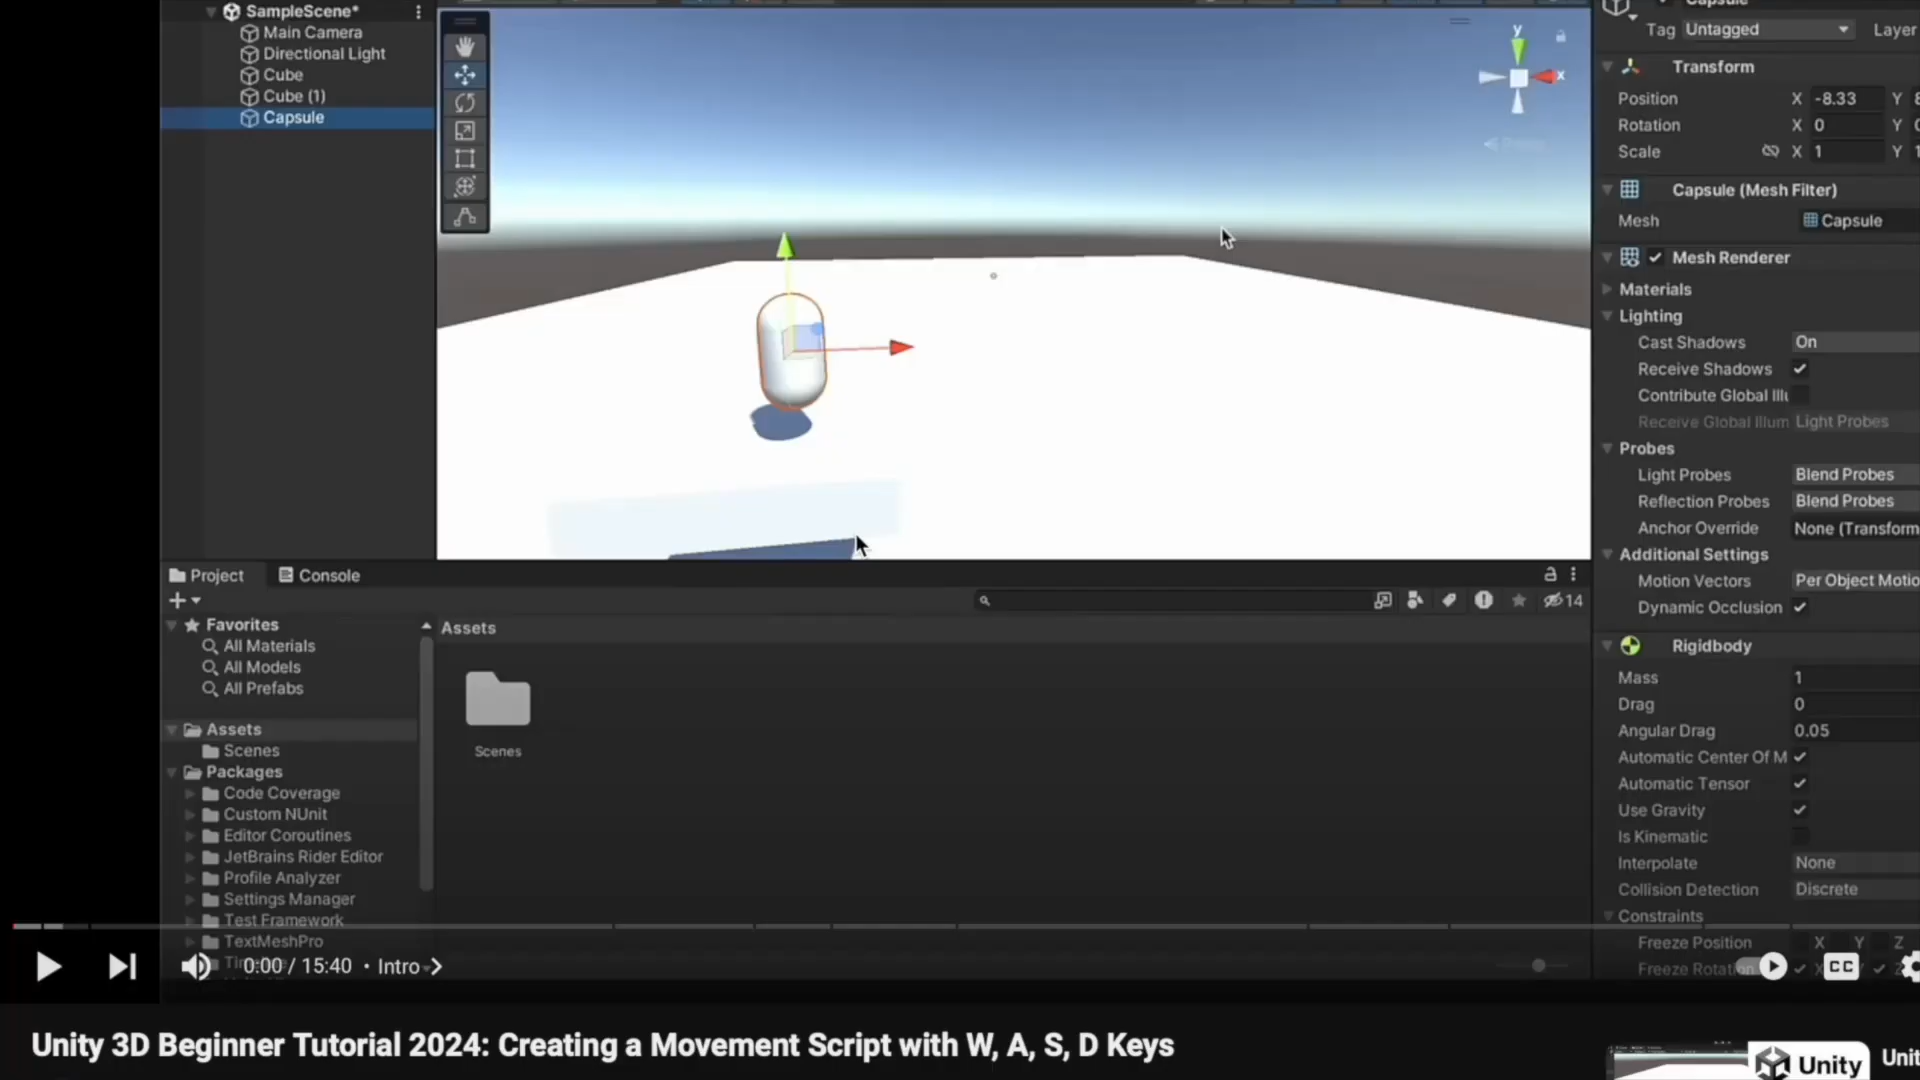 SampleScene*
Main Camera
Directional Light
Cube
Cube (1)
Capsule
y
x
Capsule
Tag Untagged Layer
Transform
Position X -8.33 Y
Rotation X 0 Y
Scale X 1 Y
Capsule (Mesh Filter)
Mesh Capsule
Mesh Renderer
Materials
Lighting
Cast Shadows On
Receive Shadows
Contribute Global Illu
Receive Global Illum Light Probes
Probes
Light Probes Blend Probes
Reflection Probes Blend Probes
Anchor Override None (Transform
Additional Settings
Motion Vectors Per Object Motio
Dynamic Occlusion
Rigidbody
Mass 1
Drag 0
Angular Drag 0.05
Automatic Center Of M
Automatic Tensor
Use Gravity
Is Kinematic
Interpolate None
Collision Detection Discrete
Constraints
Freeze Position X Y Z
Freeze Rotation
Project Console
14
Favorites
All Materials
All Models
All Prefabs
Assets
Scenes
Packages
Code Coverage
Custom NUnit
Editor Coroutines
JetBrains Rider Editor
Profile Analyzer
Settings Manager
Test Framework
TextMeshPro
Assets
Scenes
0:00 / 15:40 • Intro
CC
Unity 3D Beginner Tutorial 2024: Creating a Movement Script with W, A, S, D Keys
Unity
Unit